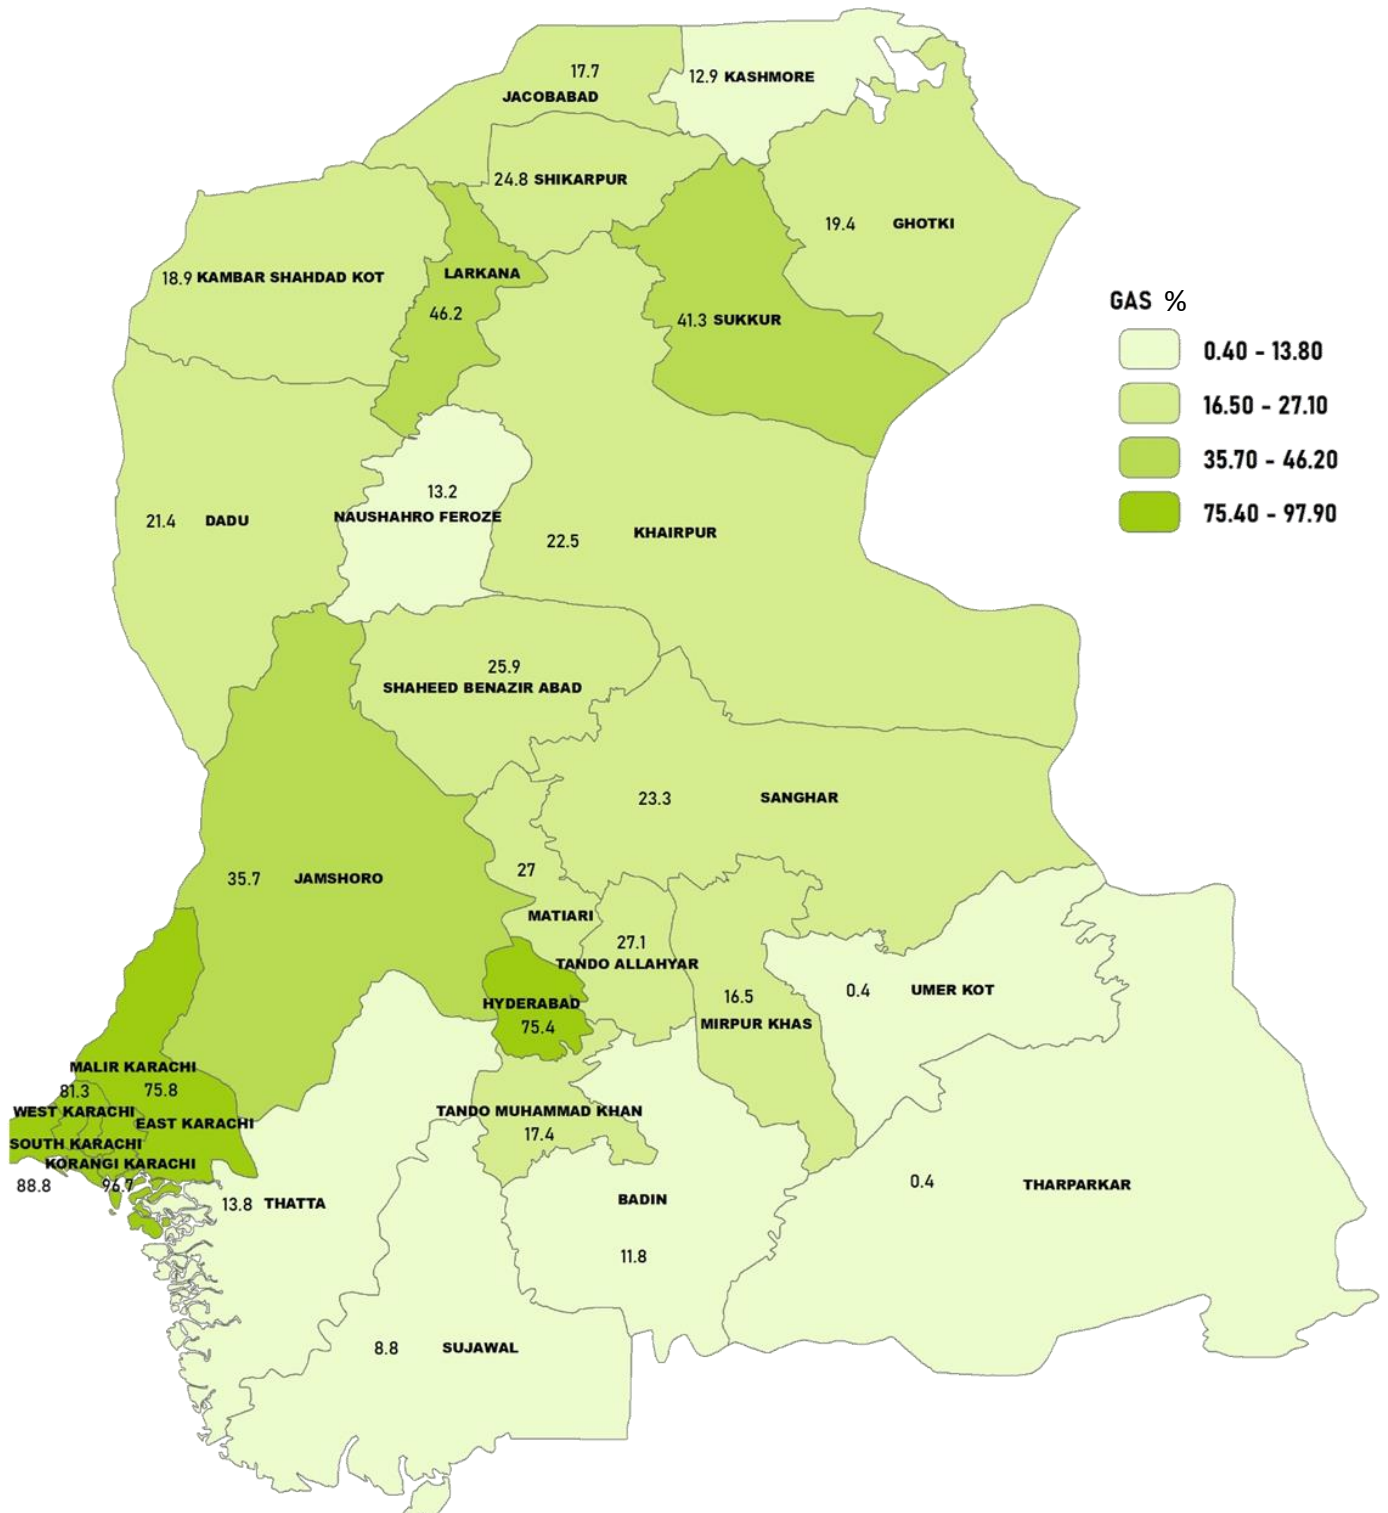 17.7
JACOBABAD
12.9 KASHMORE
24.8 SHIKARPUR
19.4 GHOTKI
18.9 KAMBAR SHAHDAD KOT
LARKANA
46.2
41.3 SUKKUR
GAS %
0.40 - 13.80
16.50 - 27.10
35.70 - 46.20
75.40 - 97.90
13.2
NAUSHAHRO FEROZE
21.4 DADU
KHAIRPUR
22.5
25.9
SHAHEED BENAZIR ABAD
23.3 SANGHAR
27
MATIARI
35.7 JAMSHORO
27.1
TANDO ALLAHYAR
HYDERABAD
75.4
16.5
MIRPUR KHAS
0.4 UMER KOT
MALIR KARACHI
81.3 75.8
WEST KARACHI
EAST KARACHI
SOUTH KARACHI
KORANGI KARACHI
88.8 96.7
TANDO MUHAMMAD KHAN
17.4
13.8 THATTA
BADIN
11.8
0.4 THARPARKAR
8.8 SUJAWAL